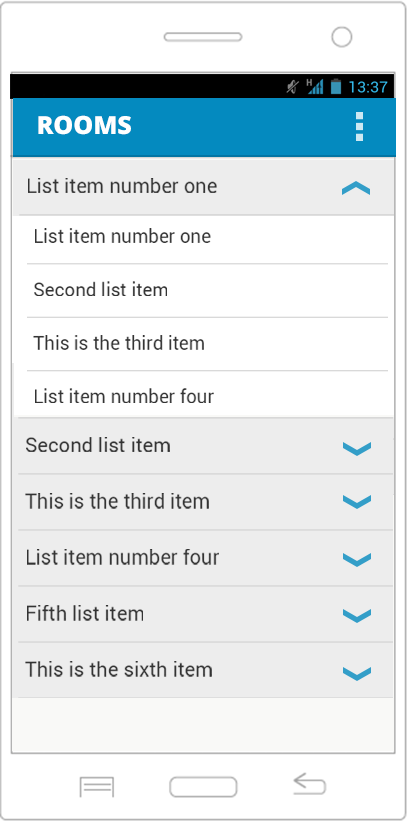 H
13:37
ROOMS
List item number one
List item number one
Second list item
This is the third item
List item number four
Second list item
This is the third item
List item number four
Fifth list item
This is the sixth item